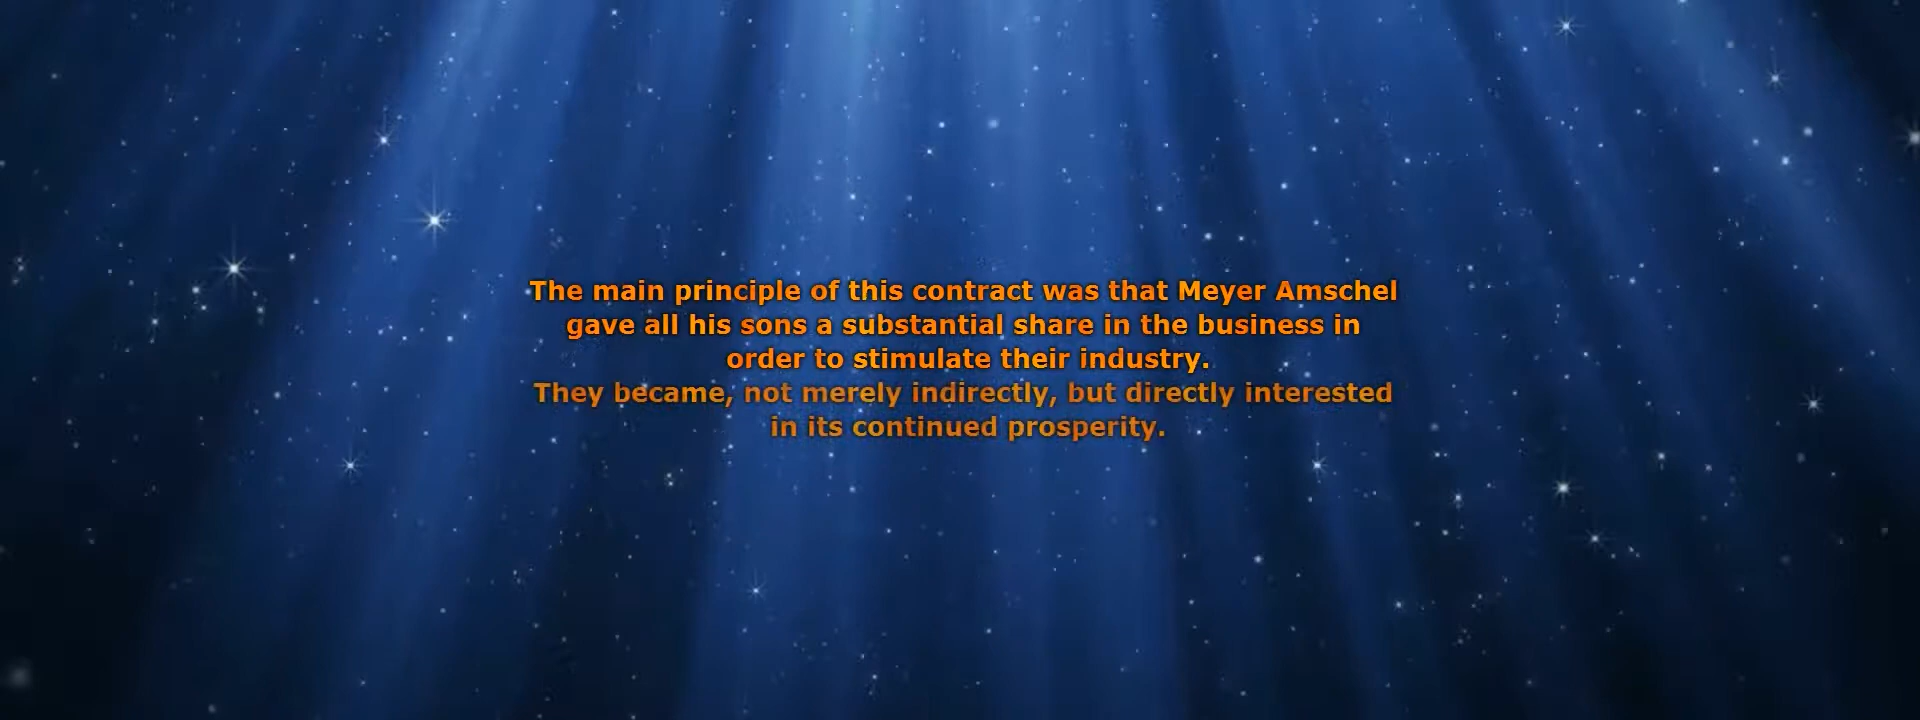 The main principle of this contract was that Meyer Amschel
gave all his sons a substantial share in the business in
order to stimulate their industry.
They became, not merely indirectly, but directly interested
in its continued prosperity.